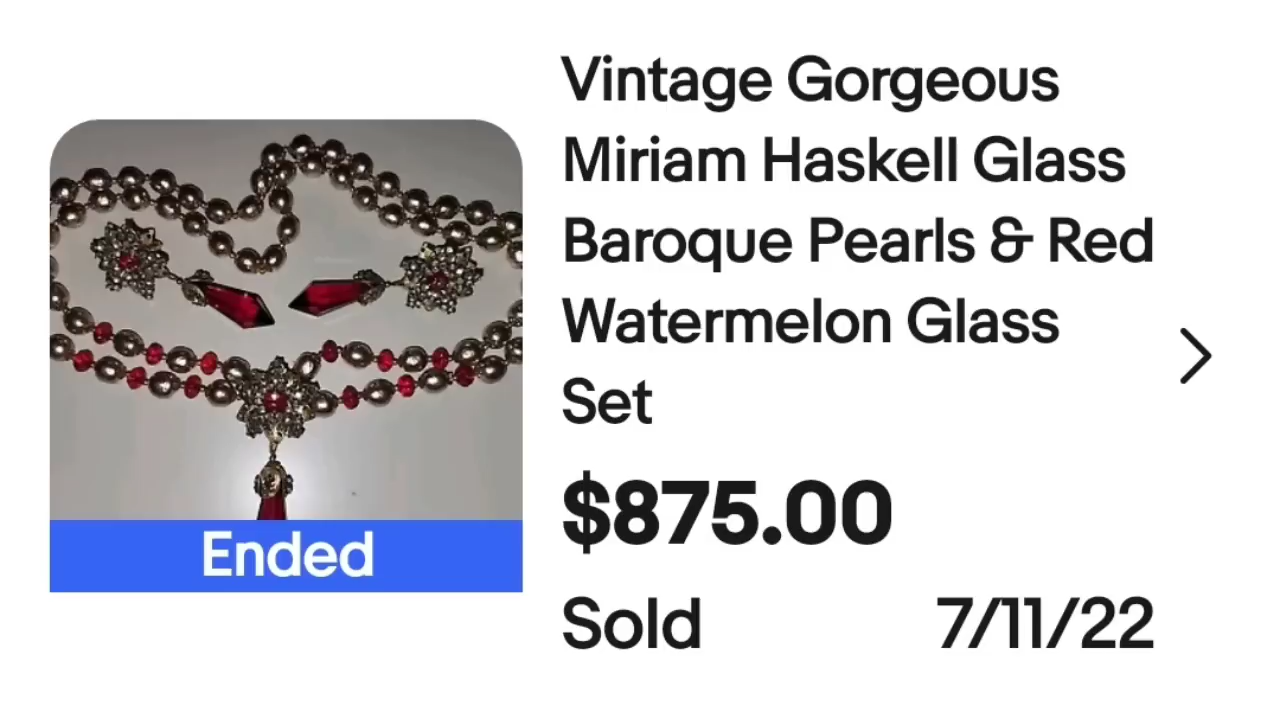 Vintage Gorgeous
Miriam Haskell Glass
Baroque Pearls & Red
Watermelon Glass
Set
$875.00
Ended
Sold 7/11/22